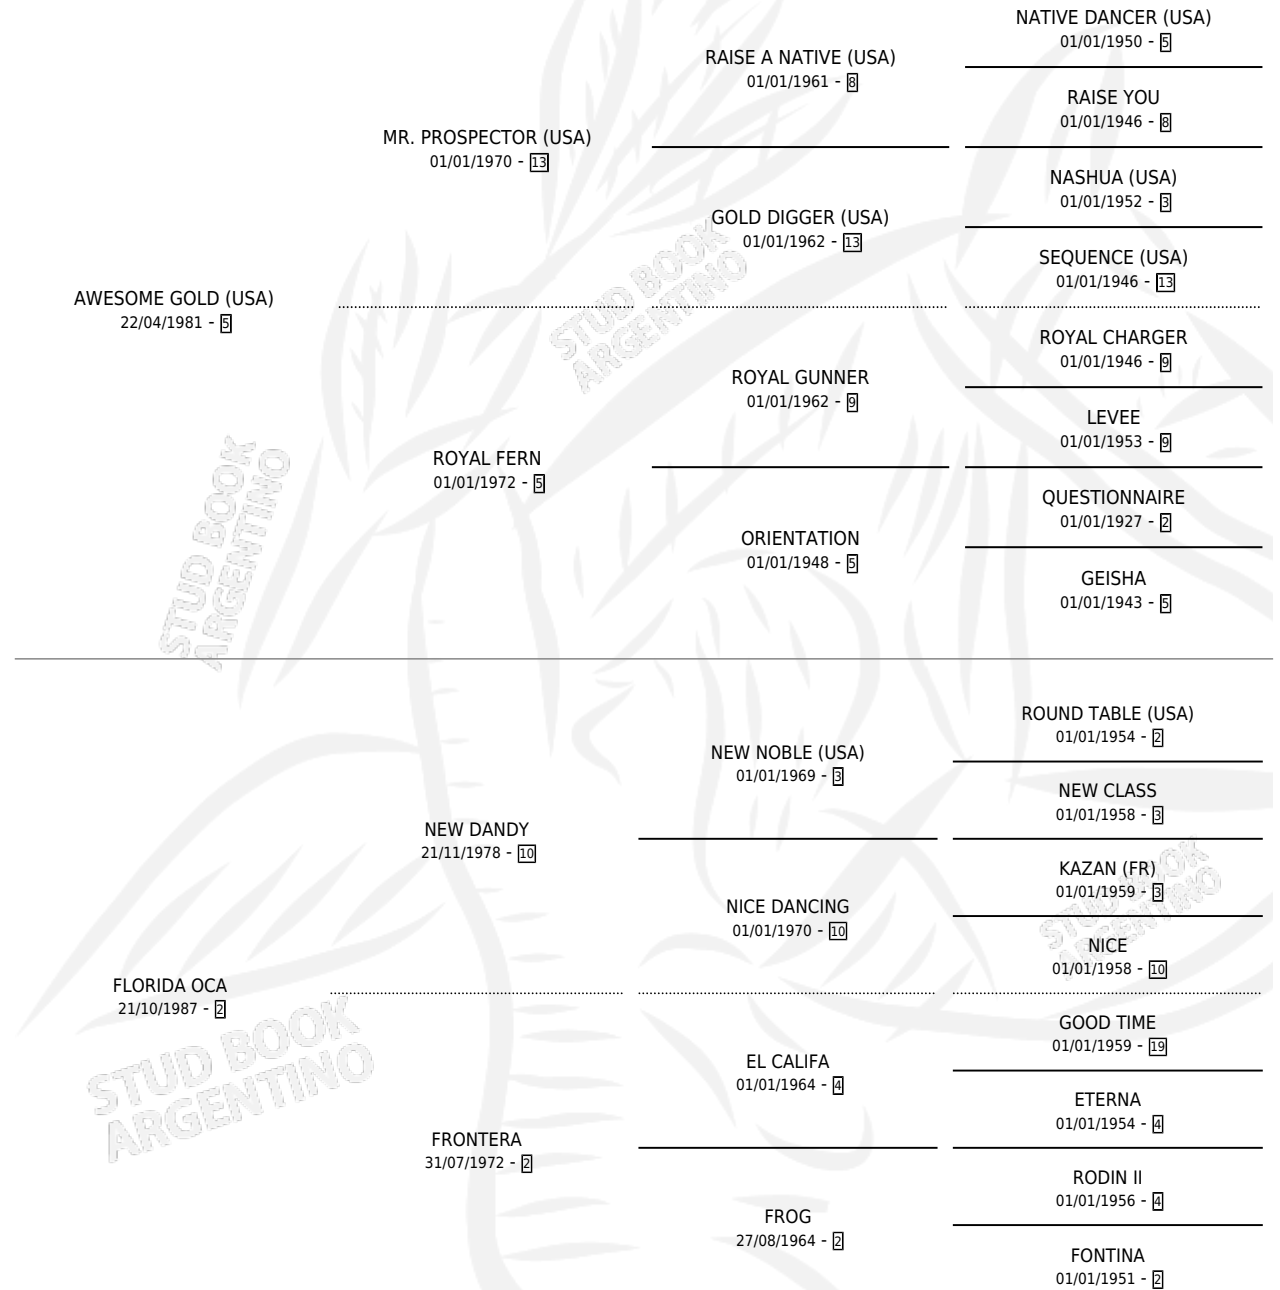 NATIVE DANCER (USA)
01/01/1950 - 5
RAISE A NATIVE (USA)
01/01/1961 - 8
RAISE YOU
01/01/1946 - 8
MR. PROSPECTOR (USA)
01/01/1970 - 13
NASHUA (USA)
01/01/1952 - 3
GOLD DIGGER (USA)
01/01/1962 - 13
SEQUENCE (USA)
01/01/1946 - 13
AWESOME GOLD (USA)
22/04/1981 - 5
STUD BOOK
ARGENTINO
ROYAL CHARGER
01/01/1946 - 9
ROYAL GUNNER
01/01/1962 - 9
LEVEE
01/01/1953 - 9
ROYAL FERN
01/01/1972 - 5
QUESTIONNAIRE
01/01/1927 - 2
ORIENTATION
01/01/1948 - 5
GEISHA
01/01/1943 - 5
STUD BOOK
ARGENTINO
ROUND TABLE (USA)
01/01/1954 - 2
NEW NOBLE (USA)
01/01/1969 - 3
NEW CLASS
01/01/1958 - 3
NEW DANDY
21/11/1978 - 10
KAZAN (FR)
01/01/1959 - 3
NICE DANCING
01/01/1970 - 10
STUD BOOK
ARGENTINO
NICE
01/01/1958 - 10
FLORIDA OCA
21/10/1987 - 2
GOOD TIME
01/01/1959 - 19
EL CALIFA
01/01/1964 - 4
STUD BOOK
ARGENTINO
ETERNA
01/01/1954 - 4
FRONTERA
31/07/1972 - 2
RODIN II
01/01/1956 - 4
FROG
27/08/1964 - 2
FONTINA
01/01/1951 - 2